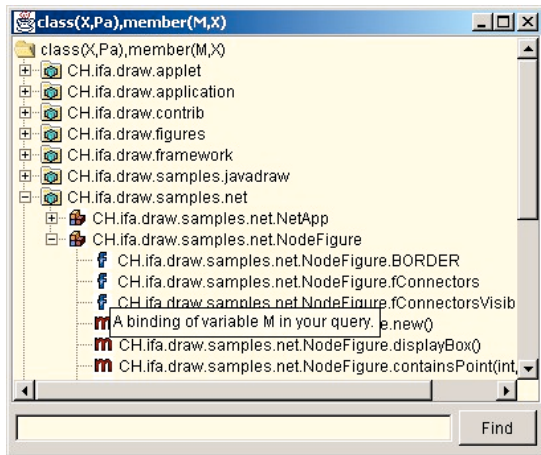 class(X,Pa),member(M,X)
class(X,Pa),member(M,X)
CH.ifa.draw.applet
CH.ifa.draw.application
CH.ifa.draw.contrib
CH.ifa.draw.figures
CH.ifa.draw.framework
CH.ifa.draw.samples.javadraw
CH.ifa.draw.samples.net
CH.ifa.draw.samples.net.NetApp
CH.ifa.draw.samples.net.NodeFigure
f CH.ifa.draw.samples.net.NodeFigure.BORDER
f CH.ifa.draw.samples.net.NodeFigure.fConnectors
f CH.ifa.draw.samples.net.NodeFigure.fConnectorsVisib
m A binding of variable M in your query. e.new()
m CH.ifa.draw.samples.net.NodeFigure.displayBox()
m CH.ifa.draw.samples.net.NodeFigure.containsPoint(int,
Find